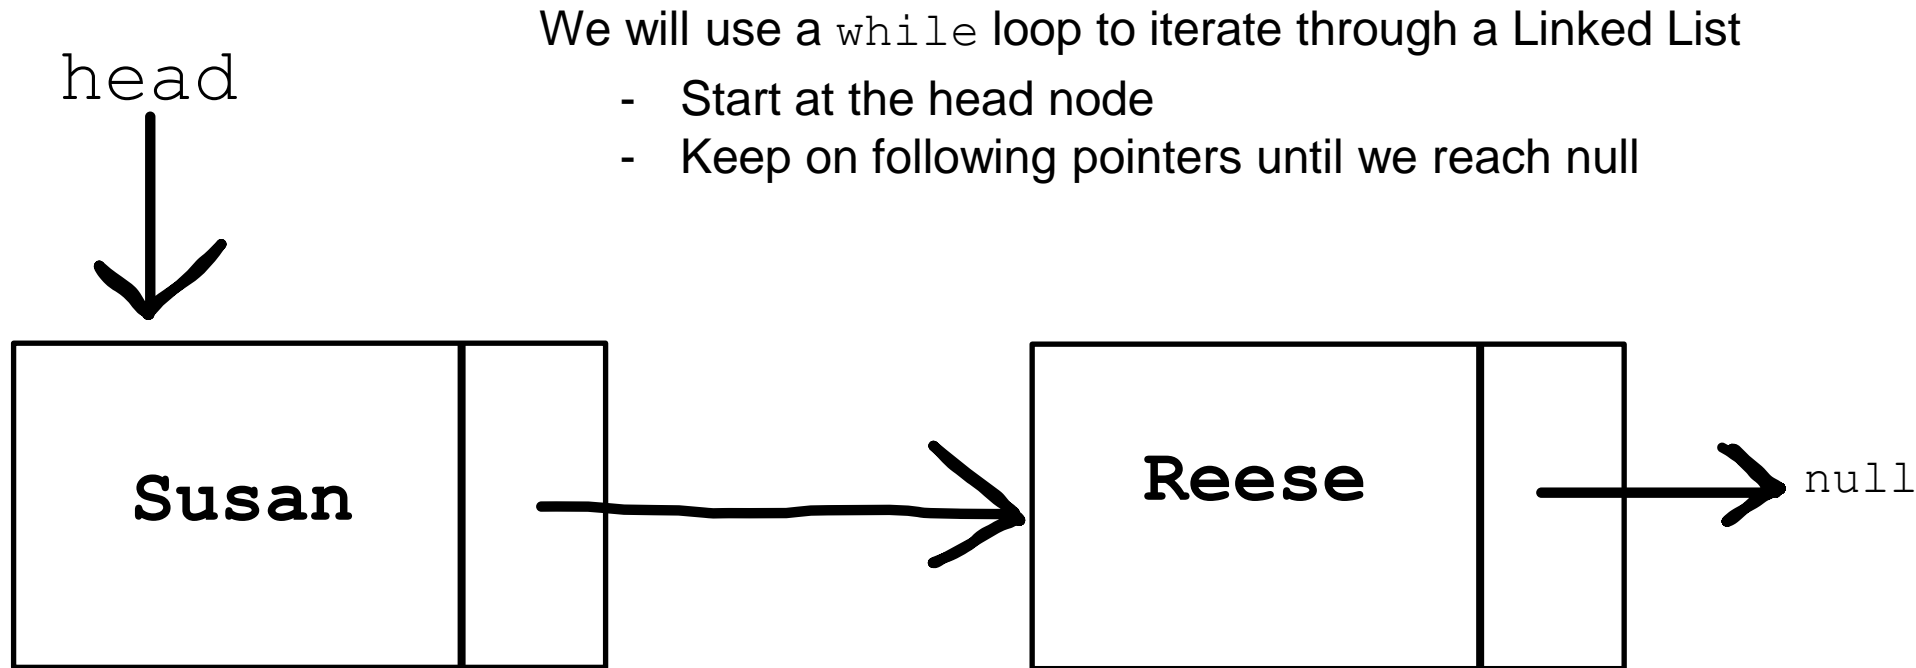 We will use a while loop to iterate through a Linked List
head
- Start at the head node
- Keep on following pointers until we reach null
Susan
Reese
null